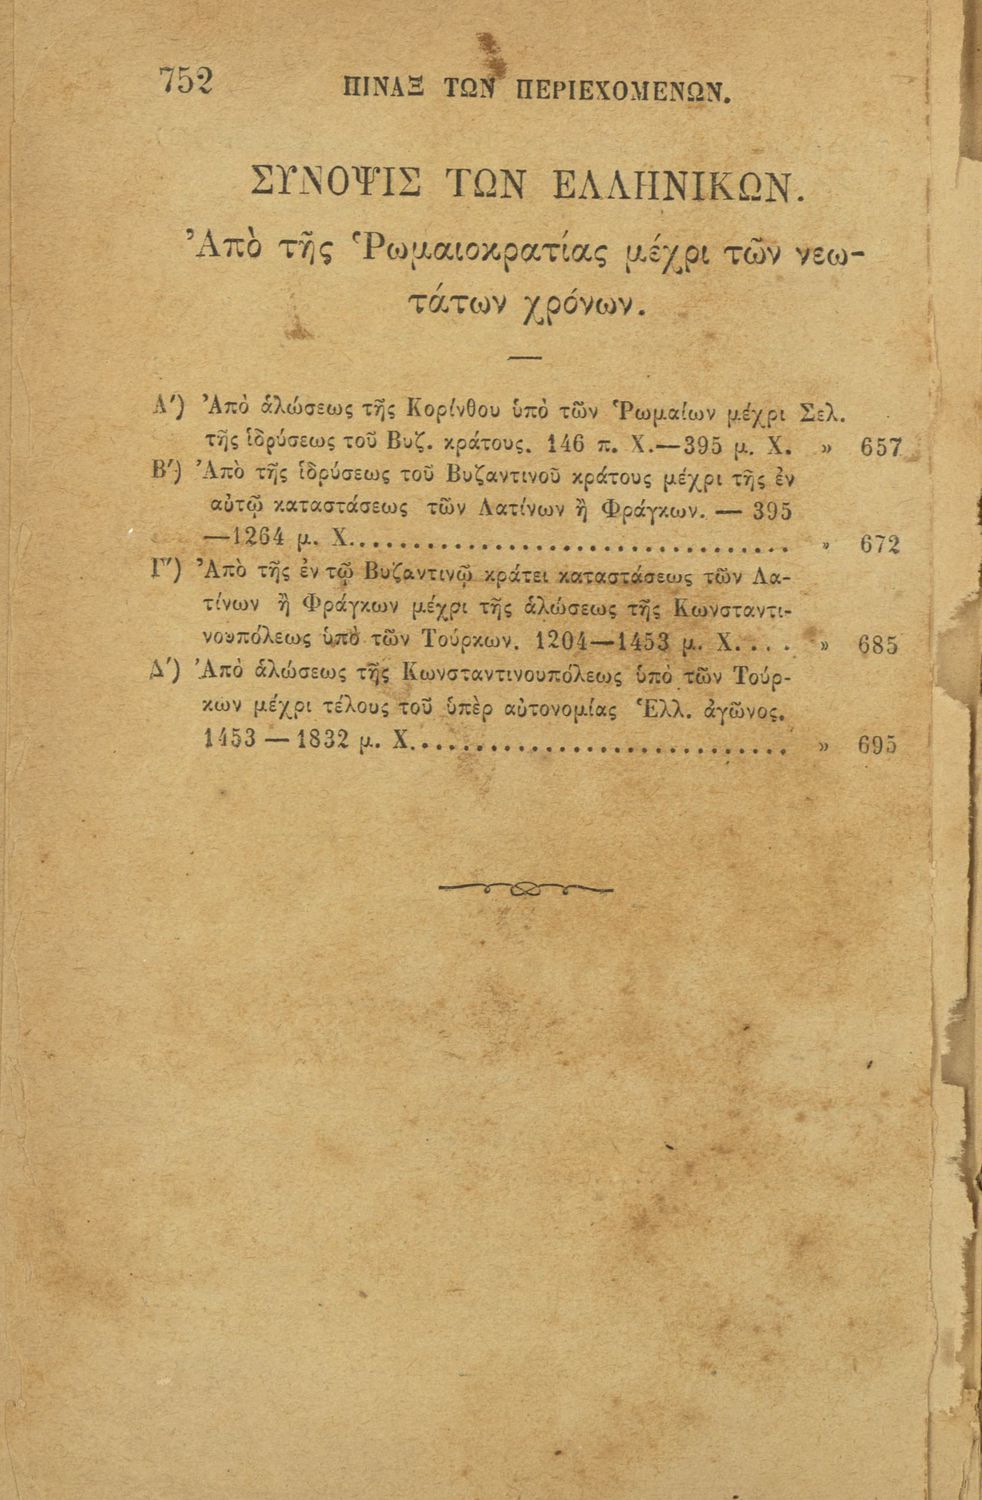 752 ΠΙΝΑΞ ΤΩΝ ΠΕΡΙΕΧΟΜΕΝΩΝ.
ΣΥΝΟΨΙΣ ΤΩΝ ΕΛΛΗΝΙΚΩΝ.
Ἀπὸ τῆς Ῥωμαιοκρατίας μέχρι τῶν νεω-
τάτων χρόνων.
Α′) Ἀπὸ ἁλώσεως τῆς Κορίνθου ὑπὸ τῶν Ῥωμαίων μέχρι Σελ.
τῆς ἱδρύσεως τοῦ Βυζ. κράτους. 146 π. Χ.—395 μ. Χ. » 657
Β′) Ἀπὸ τῆς ἱδρύσεως τοῦ Βυζαντινοῦ κράτους μέχρι τῆς ἐν
αὐτῷ καταστάσεως τῶν Λατίνων ἢ Φράγκων. — 395
—1264 μ. Χ................................. » 672
Γ′) Ἀπὸ τῆς ἐν τῷ Βυζαντινῷ κράτει καταστάσεως τῶν Λα-
τίνων ἢ Φράγκων μέχρι τῆς ἁλώσεως τῆς Κωνσταντι-
νουπόλεως ὑπὸ τῶν Τούρκων. 1204—1453 μ. Χ.... » 685
Δ′) Ἀπὸ ἁλώσεως τῆς Κωνσταντινουπόλεως ὑπὸ τῶν Τούρ-
κων μέχρι τέλους τοῦ ὑπὲρ αὐτονομίας Ἑλλ. ἀγῶνος.
1453 — 1832 μ. Χ............................. » 695